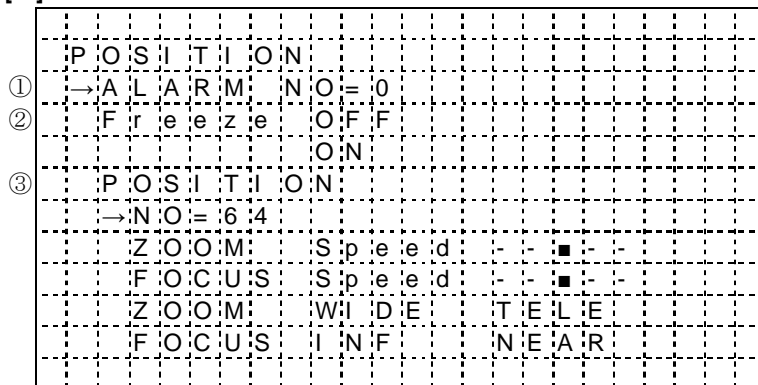 POSITION
① →ALARM NO=0
② Freeze OFF
ON
③ POSITION
→NO=64
ZOOM Speed --■--
FOCUS Speed --■--
ZOOM WIDE TELE
FOCUS INF NEAR